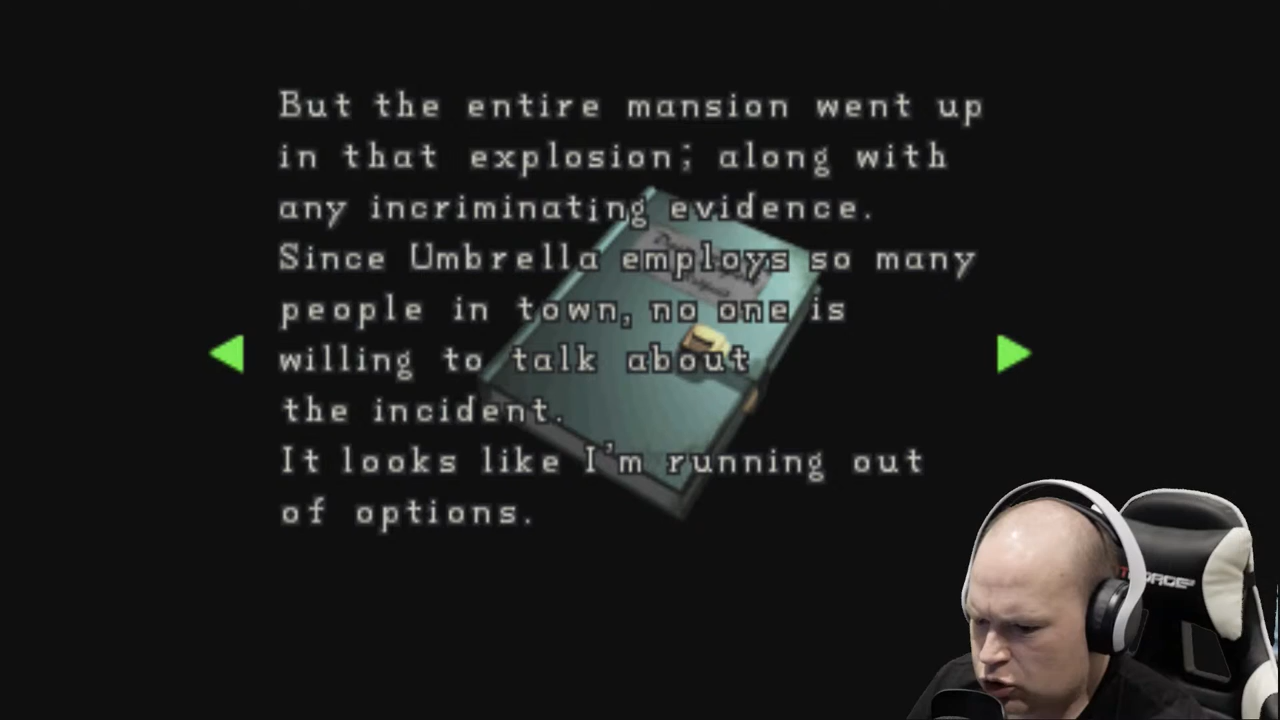 But the entire mansion went up
in that explosion; along with
any incriminating evidence.
Since Umbrella employs so many
people in town, no one is
willing to talk about
the incident.
It looks like I'm running out
of options.